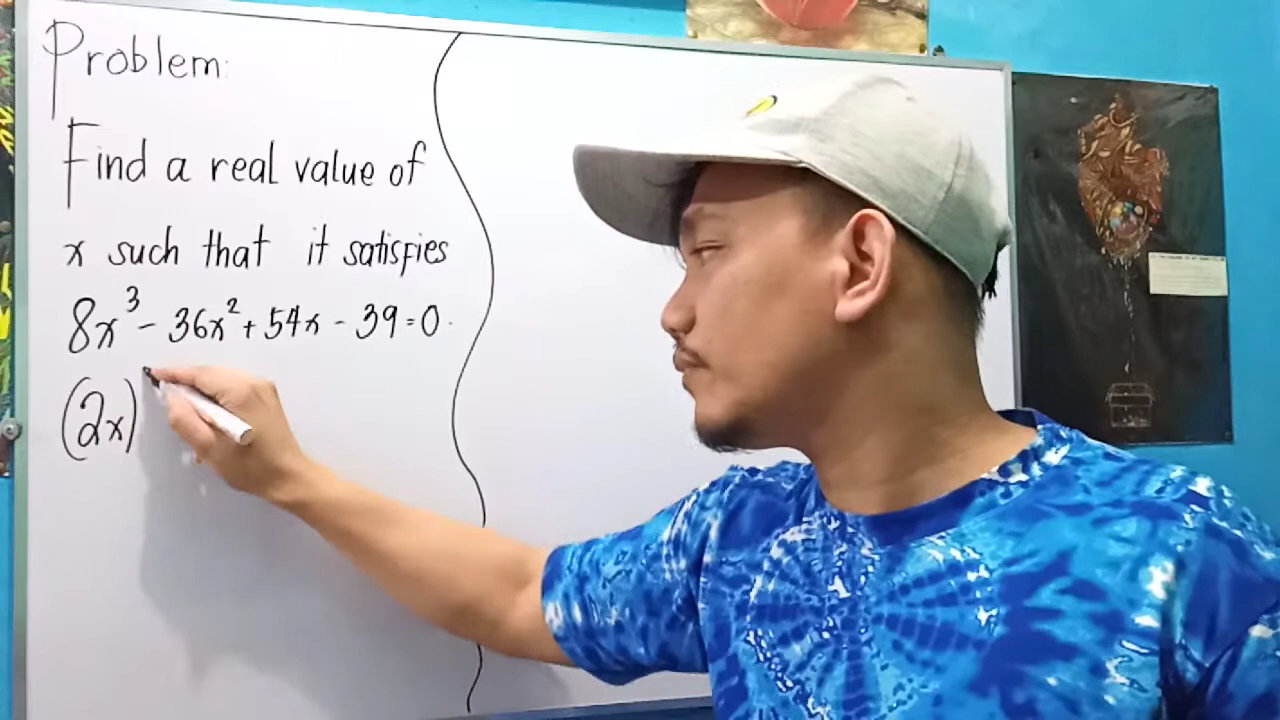 Problem:
Find a real value of
x such that it satisfies
8x³ - 36x² + 54x - 39 = 0.
(2x)